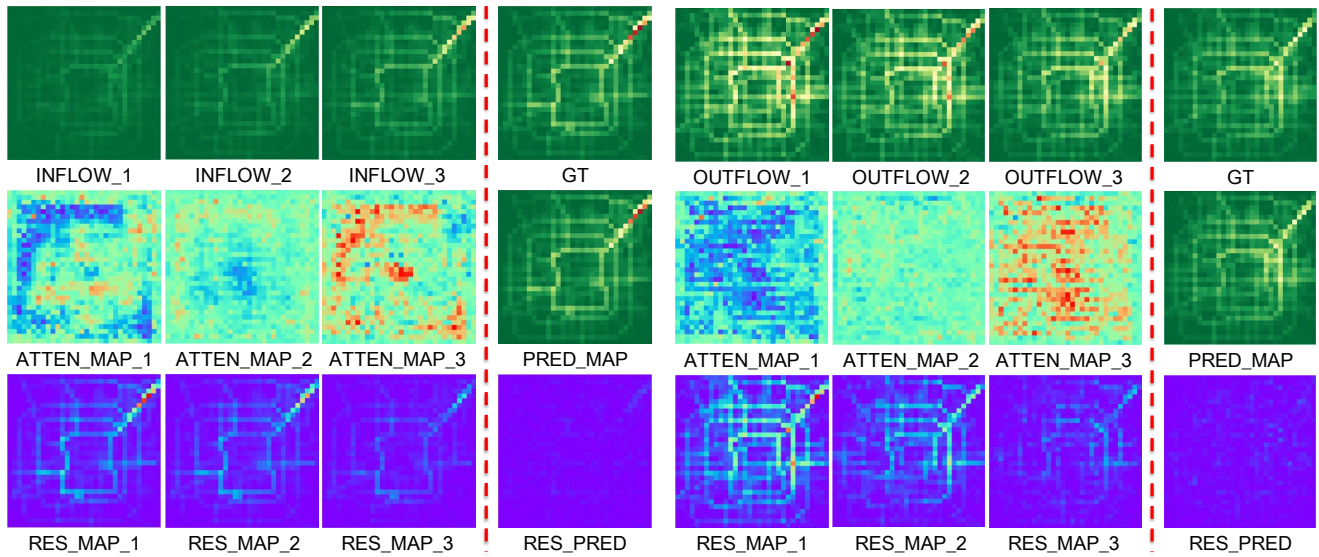 INFLOW_1 INFLOW_2 INFLOW_3 GT OUTFLOW_1 OUTFLOW_2 OUTFLOW_3 GT
ATTEN_MAP_1 ATTEN_MAP_2 ATTEN_MAP_3 PRED_MAP ATTEN_MAP_1 ATTEN_MAP_2 ATTEN_MAP_3 PRED_MAP
RES_MAP_1 RES_MAP_2 RES_MAP_3 RES_PRED RES_MAP_1 RES_MAP_2 RES_MAP_3 RES_PRED